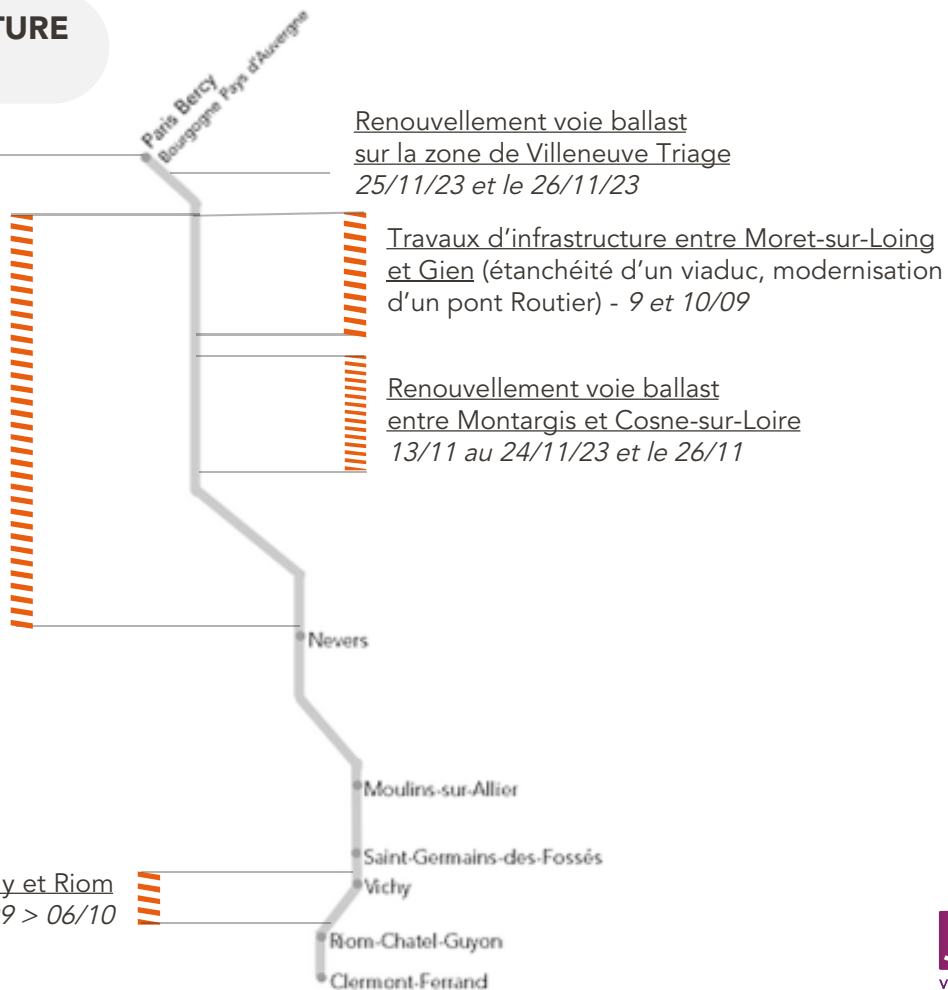 TURE
Paris Bercy
Bourgogne Pays d'Auvergne
Renouvellement voie ballast
sur la zone de Villeneuve Triage
25/11/23 et le 26/11/23
Travaux d'infrastructure entre Moret-sur-Loing
et Gien (étanchéité d'un viaduc, modernisation
d'un pont Routier) - 9 et 10/09
Renouvellement voie ballast
entre Montargis et Cosne-sur-Loire
13/11 au 24/11/23 et le 26/11
Nevers
Moulins-sur-Allier
Saint-Germains-des-Fossés
Vichy
y et Riom
9 > 06/10
Riom-Chatel-Guyon
Clermont-Ferrand